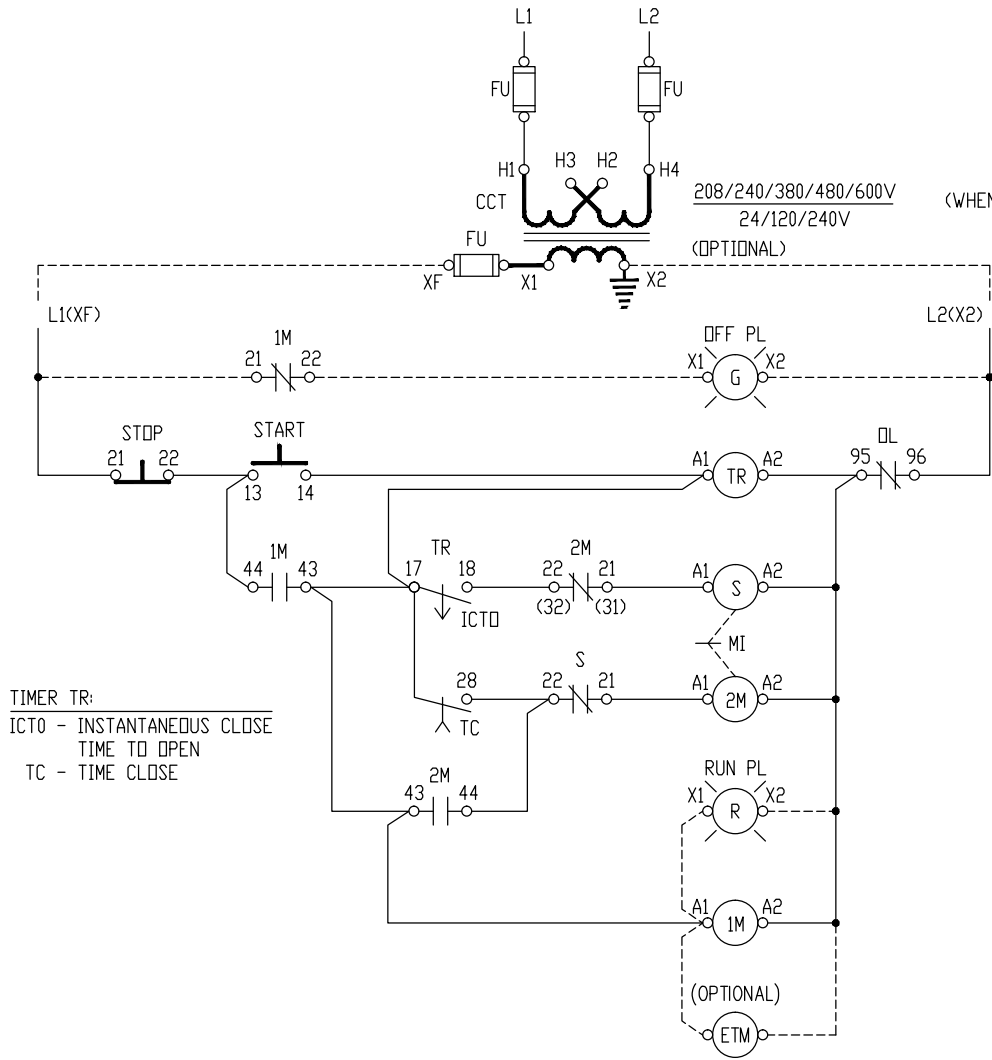 L1 L2
FU FU
H1 H3 H2 H4
CCT
208/240/380/480/600V
24/120/240V
(WHEN
(OPTIONAL)
FU
XF X1 X2
L1(XF) L2(X2)
1M
21 22
OFF PL
X1 G X2
STOP
21 22
START
13 14
A1 TR A2
OL
95 96
1M
44 43
TR
17 18
ICTO
2M
22 21
(32) (31)
A1 S A2
MI
28
TC
S
22 21
A1 2M A2
TIMER TR:
ICTO - INSTANTANEOUS CLOSE
TIME TO OPEN
TC - TIME CLOSE
2M
43 44
RUN PL
X1 R X2
A1 1M A2
(OPTIONAL)
ETM